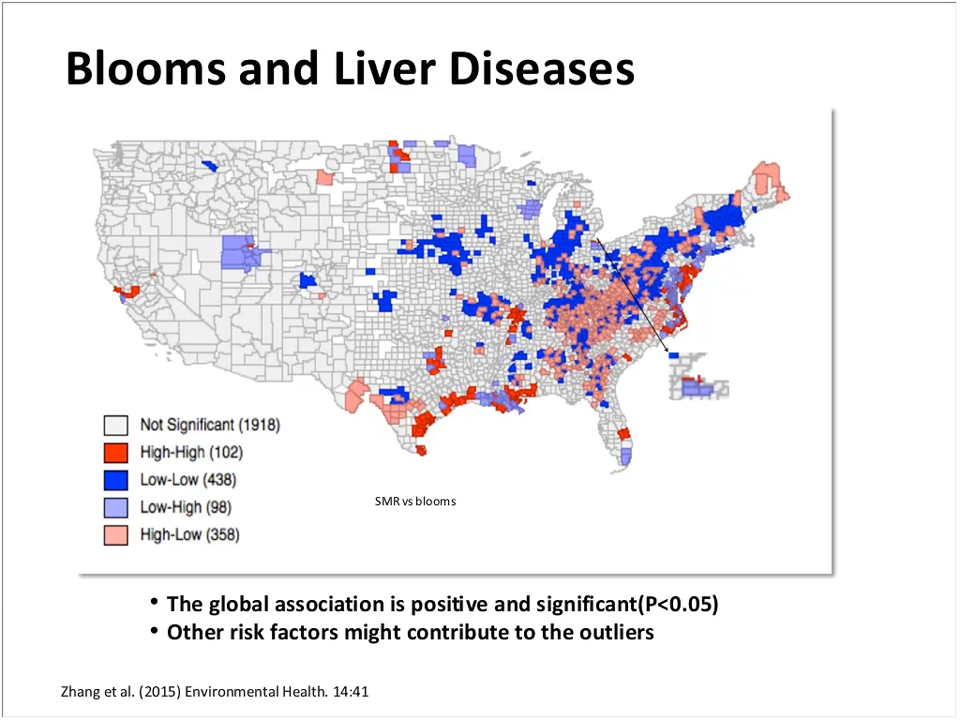 Blooms and Liver Diseases
Not Significant (1918)
High-High (102)
Low-Low (438)
Low-High (98)
High-Low (358)
SMR vs blooms
• The global association is positive and significant(P<0.05)
• Other risk factors might contribute to the outliers
Zhang et al. (2015) Environmental Health. 14:41